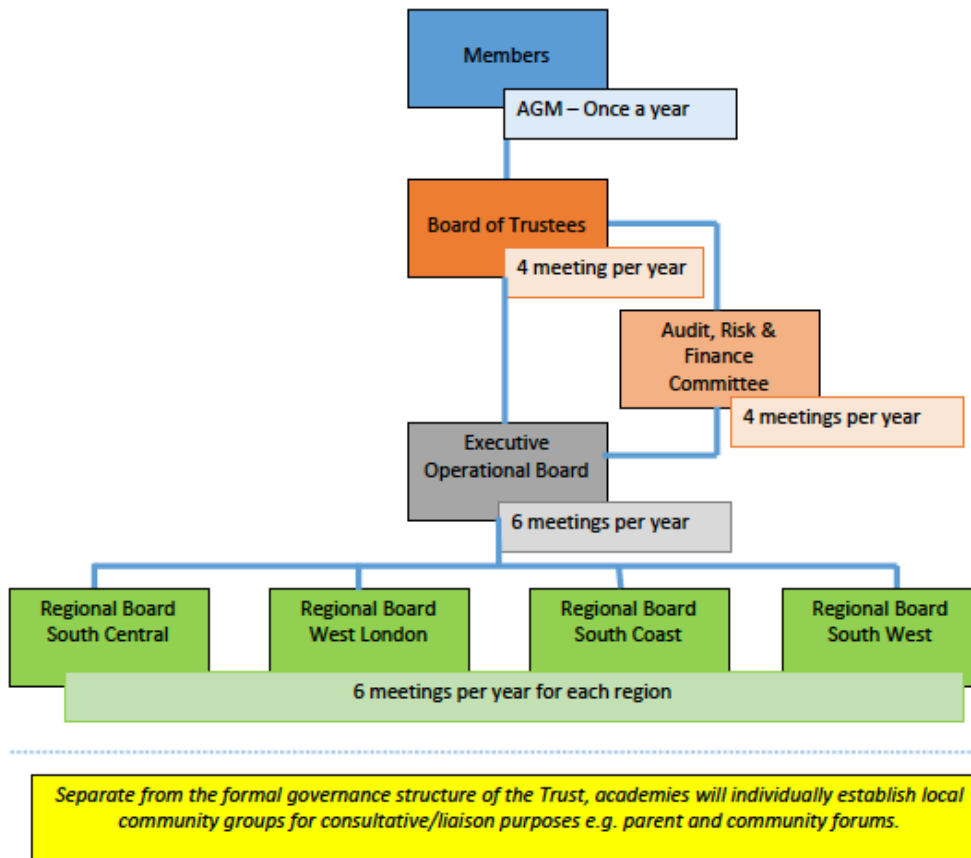 Members
AGM – Once a year
Board of Trustees
4 meeting per year
Audit, Risk &
Finance
Committee
4 meetings per year
Executive
Operational Board
6 meetings per year
Regional Board
South Central
Regional Board
West London
Regional Board
South Coast
Regional Board
South West
6 meetings per year for each region
Separate from the formal governance structure of the Trust, academies will individually establish local
community groups for consultative/liaison purposes e.g. parent and community forums.